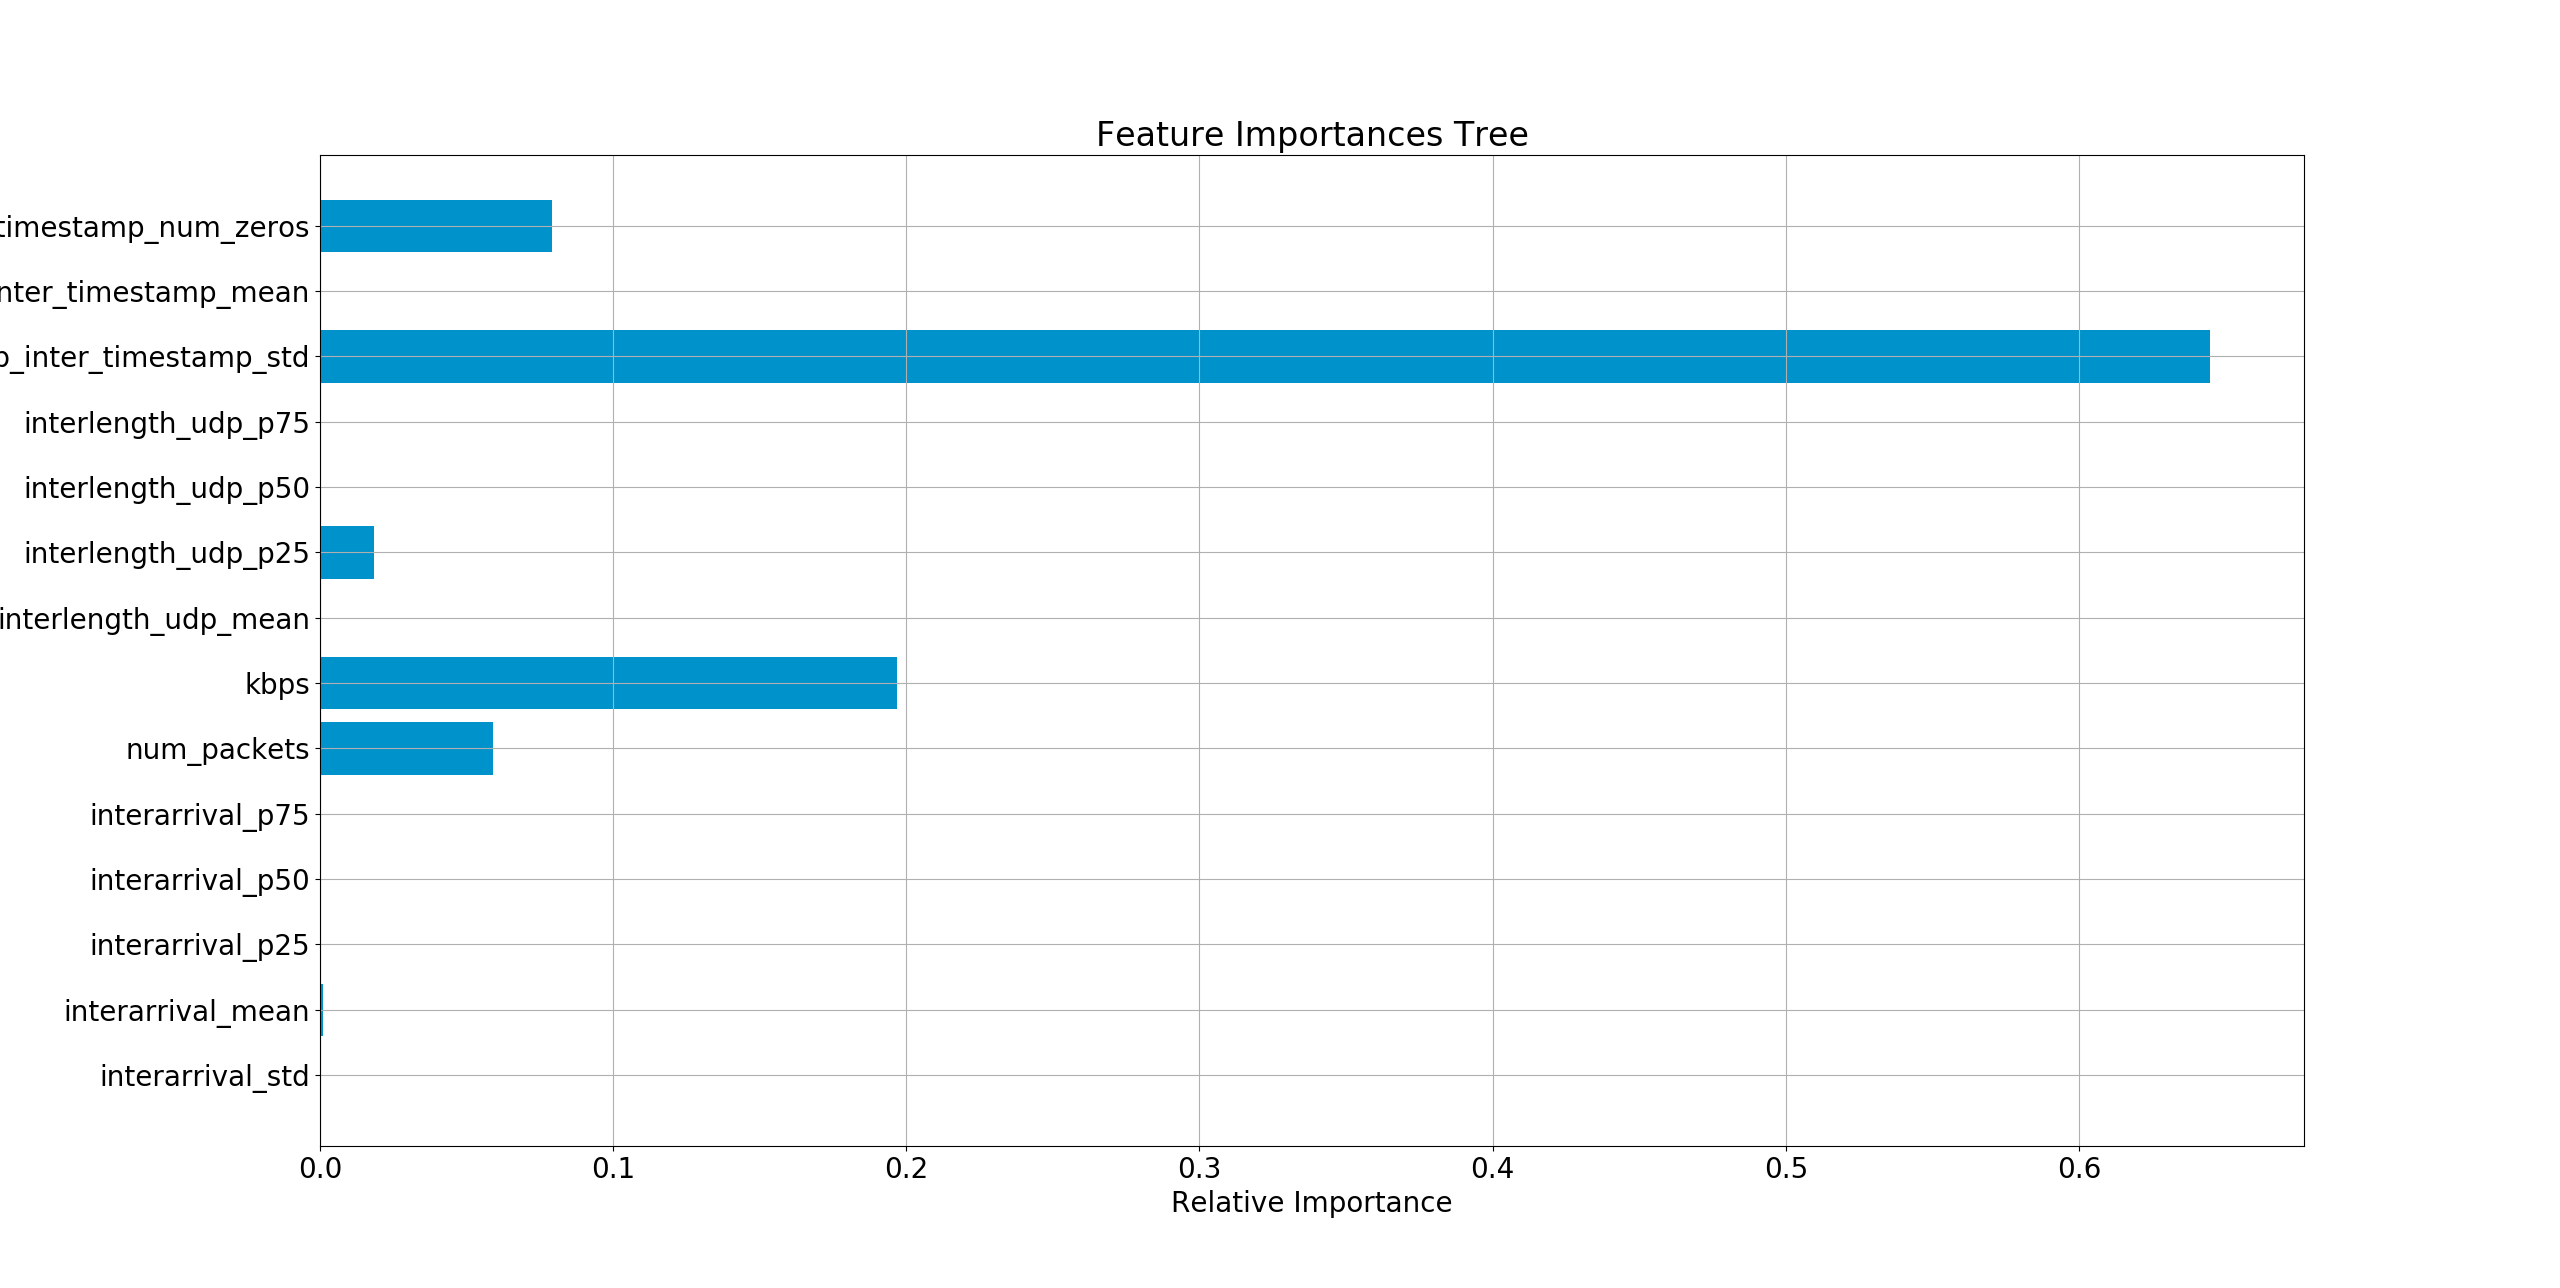 Feature Importances Tree
timestamp_num_zeros
nter_timestamp_mean
_inter_timestamp_std
interlength_udp_p75
interlength_udp_p50
interlength_udp_p25
interlength_udp_mean
kbps
num_packets
interarrival_p75
interarrival_p50
interarrival_p25
interarrival_mean
interarrival_std
0.0 0.1 0.2 0.3 0.4 0.5 0.6
Relative Importance